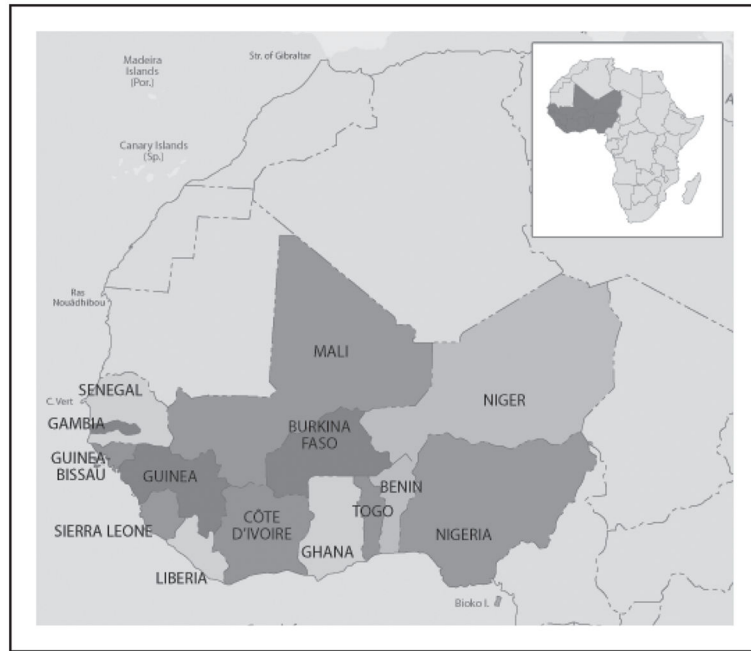 Madeira
Islands
(Por.)
Str. of Gibraltar
Canary Islands
(Sp.)
A
Ras
Nouâdhibou
MALI
SENEGAL
C. Vert
NIGER
GAMBIA
BURKINA
FASO
GUINEA-
BISSAU
GUINEA
BENIN
TOGO
CÔTE
D'IVOIRE
NIGERIA
SIERRA LEONE
GHANA
LIBERIA
Bioko I.